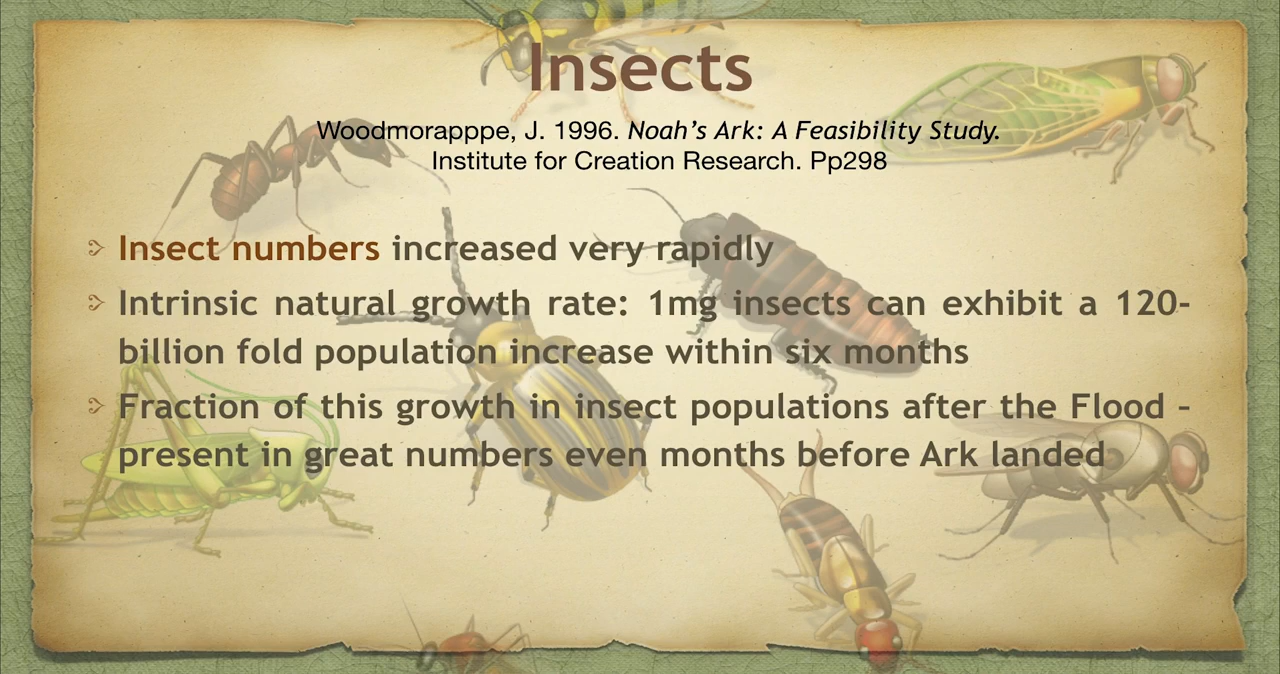 Insects
Woodmorapppe, J. 1996. Noah's Ark: A Feasibility Study.
Institute for Creation Research. Pp298
Insect numbers increased very rapidly
Intrinsic natural growth rate: 1mg insects can exhibit a 120-
billion fold population increase within six months
Fraction of this growth in insect populations after the Flood –
present in great numbers even months before Ark landed